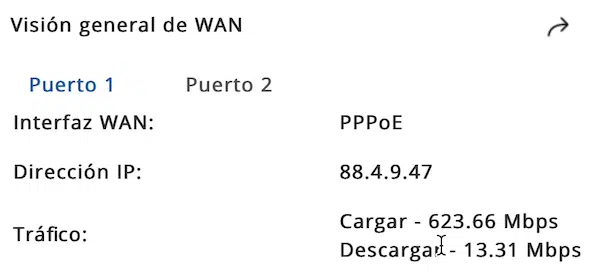 Visión general de WAN
Puerto 1 Puerto 2
Interfaz WAN: PPPoE
Dirección IP: 88.4.9.47
Tráfico: Cargar - 623.66 Mbps
Descargar - 13.31 Mbps